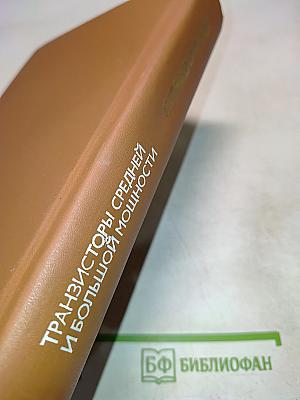 ТРАНЗИСТОРЫ СРЕДНЕЙ
И БОЛЬШОЙ МОЩНОСТИ
БФ БИБЛИОФАН